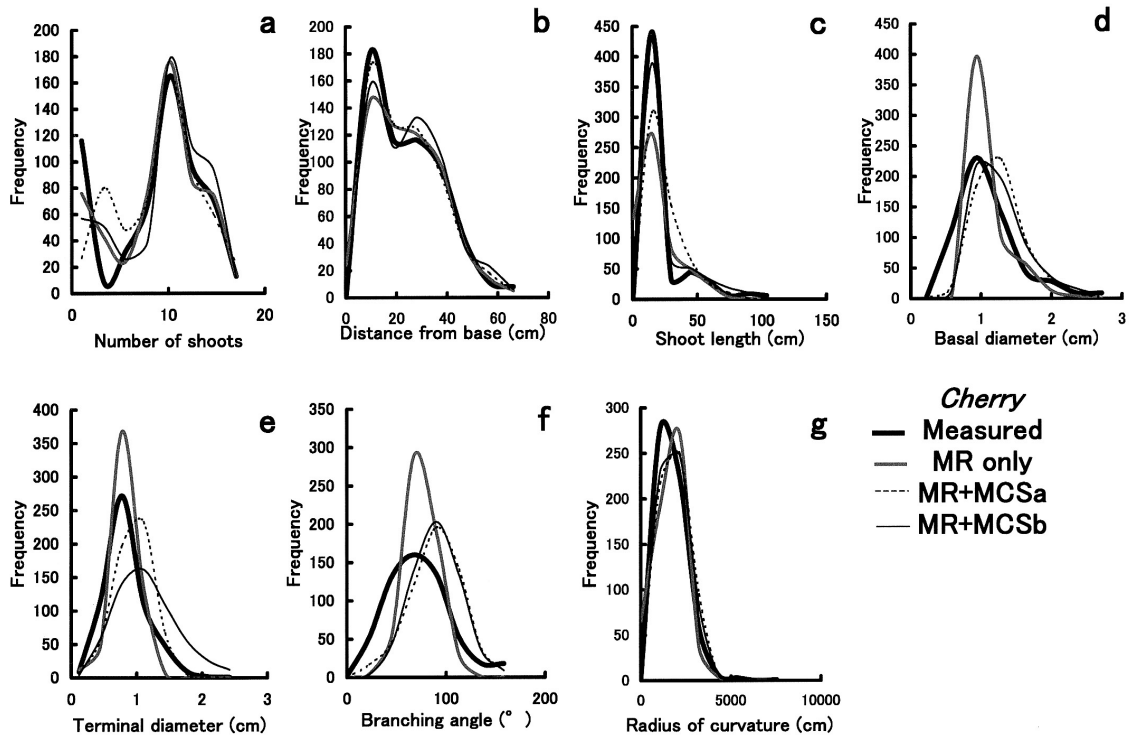 a
200
180
160
140
120
100
80
60
40
20
0
Frequency
0 10 20
Number of shoots
b
200
180
160
140
120
100
80
60
40
20
0
Frequency
0 20 40 60 80
Distance from base (cm)
c
450
400
350
300
250
200
150
100
50
0
Frequency
0 50 100 150
Shoot length (cm)
d
450
400
350
300
250
200
150
100
50
0
Frequency
0 1 2 3
Basal diameter (cm)
e
400
350
300
250
200
150
100
50
0
Frequency
0 1 2 3
Terminal diameter (cm)
f
350
300
250
200
150
100
50
0
Frequency
0 100 200
Branching angle (° )
g
300
250
200
150
100
50
0
Frequency
0 5000 10000
Radius of curvature (cm)
Cherry
Measured
MR only
MR+MCSa
MR+MCSb